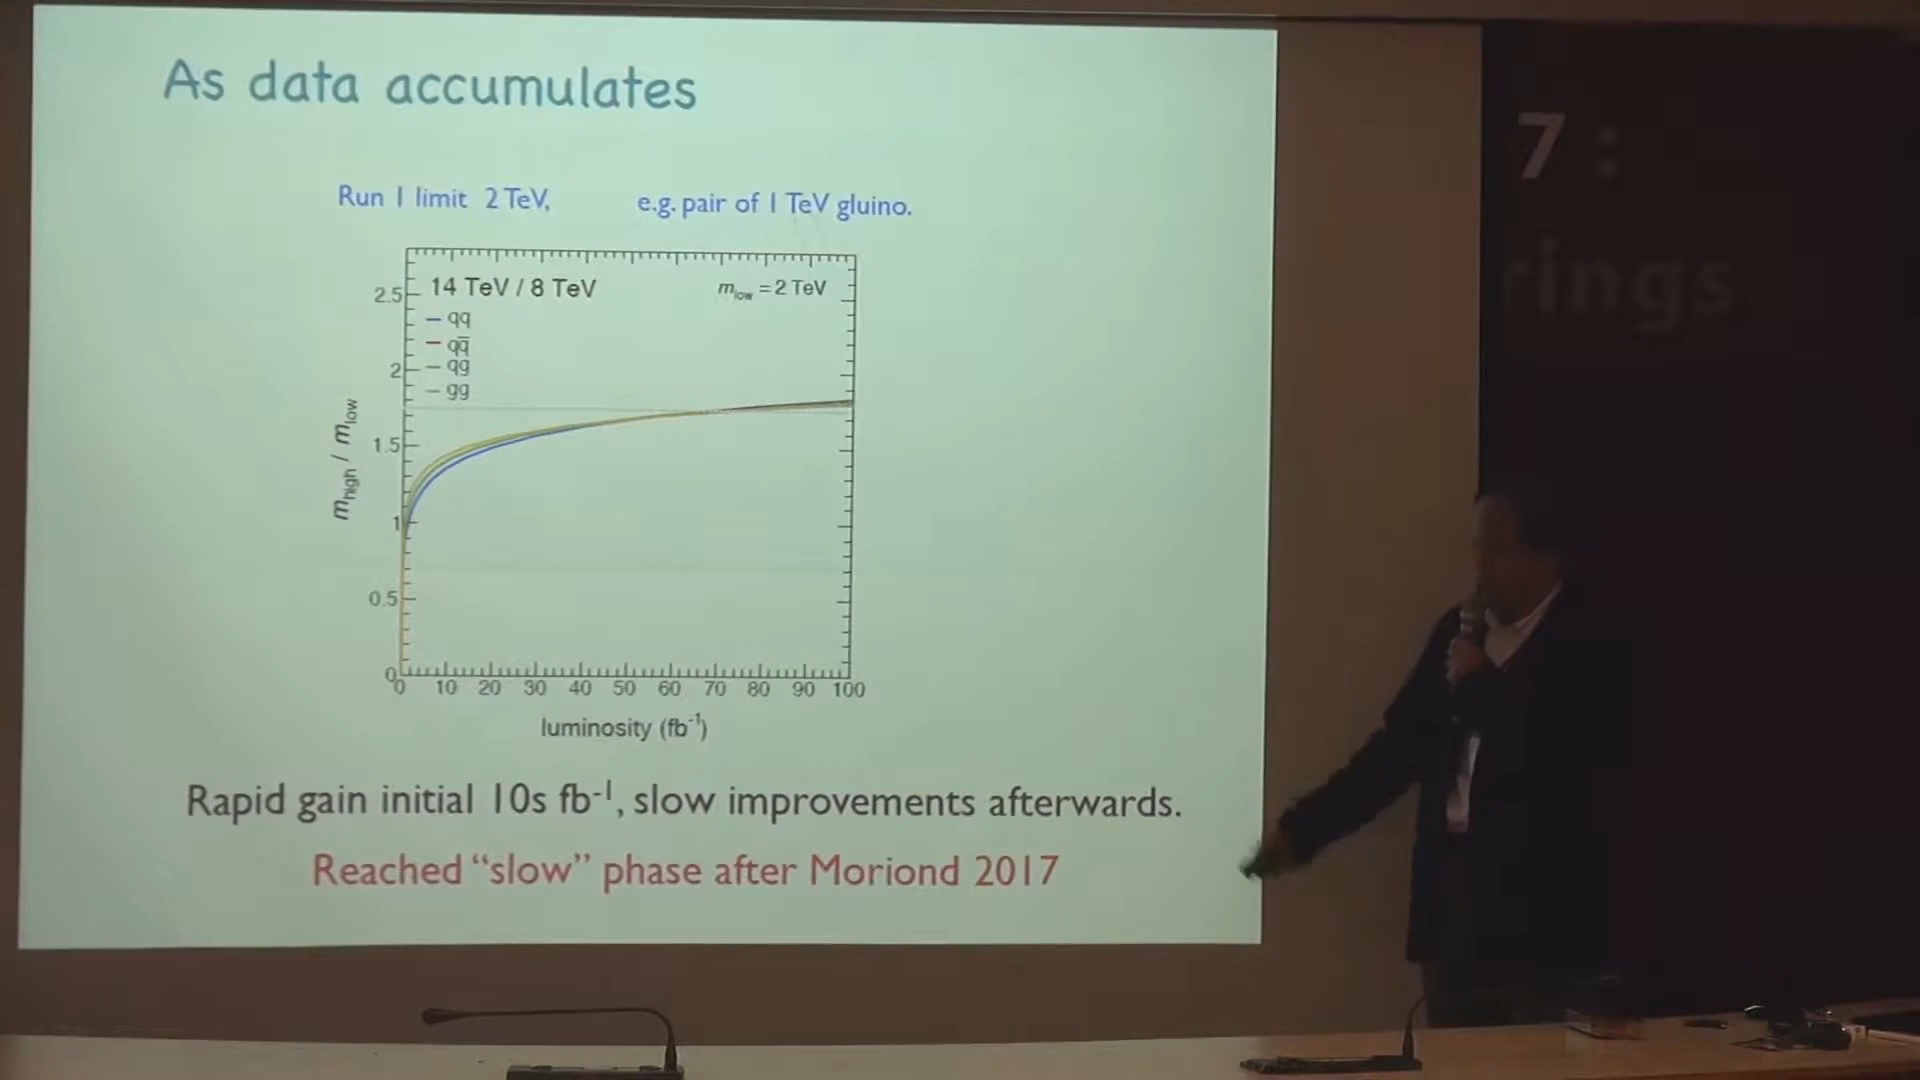 As data accumulates
Run 1 limit 2 TeV, e.g. pair of 1 TeV gluino.
14 TeV / 8 TeV
m_low = 2 TeV
qq
qq̄
qg
gg
2.5
2
1.5
1
0.5
0
m_high / m_low
0 10 20 30 40 50 60 70 80 90 100
luminosity (fb⁻¹)
Rapid gain initial 10s fb⁻¹, slow improvements afterwards.
Reached “slow” phase after Moriond 2017
7 :
rings